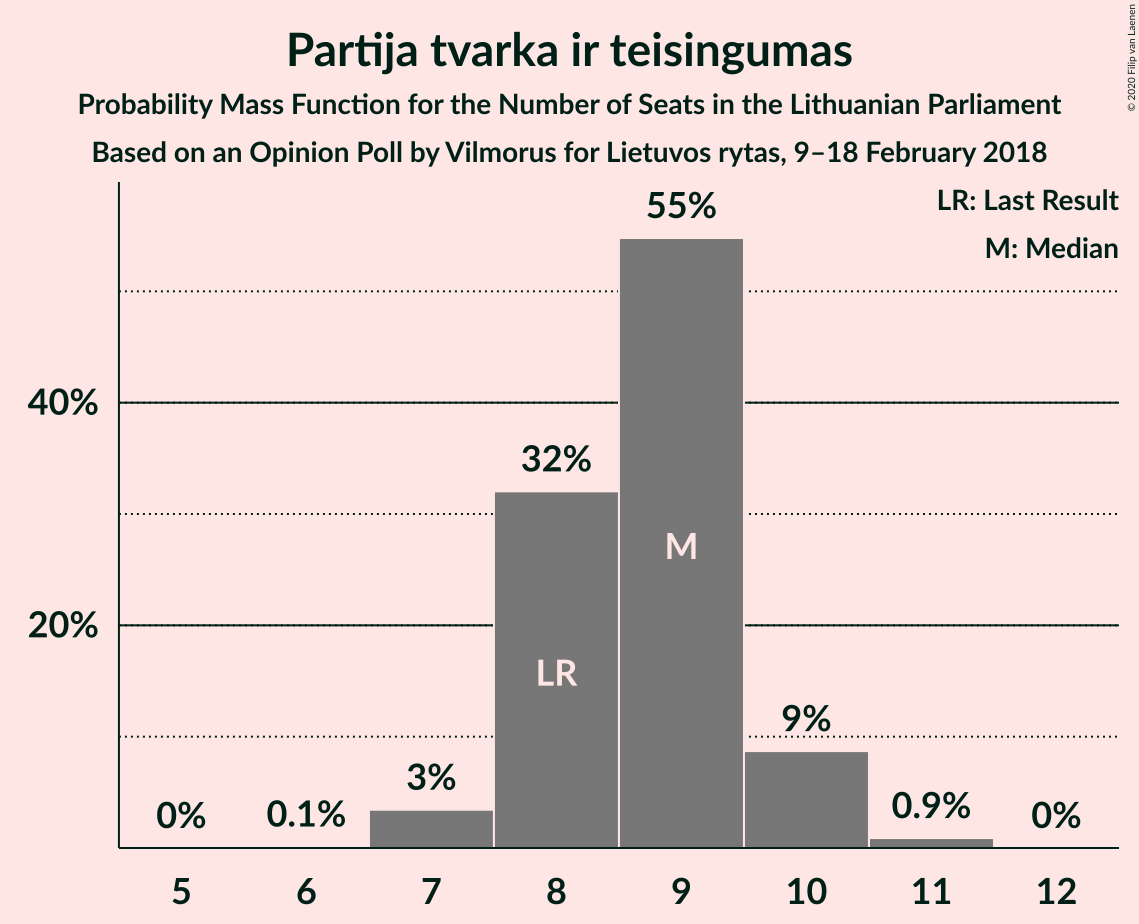 Partija tvarka ir teisingumas
Probability Mass Function for the Number of Seats in the Lithuanian Parliament
Based on an Opinion Poll by Vilmorus for Lietuvos rytas, 9–18 February 2018
© 2020 Filip van Laenen
LR: Last Result
M: Median
55%
40%
32%
M
20%
LR
9%
3%
0%
0.1%
0.9%
0%
5 6 7 8 9 10 11 12